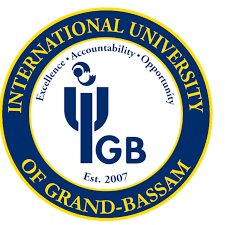 INTERNATIONAL UNIVERSITY
Excellence • Accountability • Opportunity
IUGB
Est. 2007
OF GRAND-BASSAM